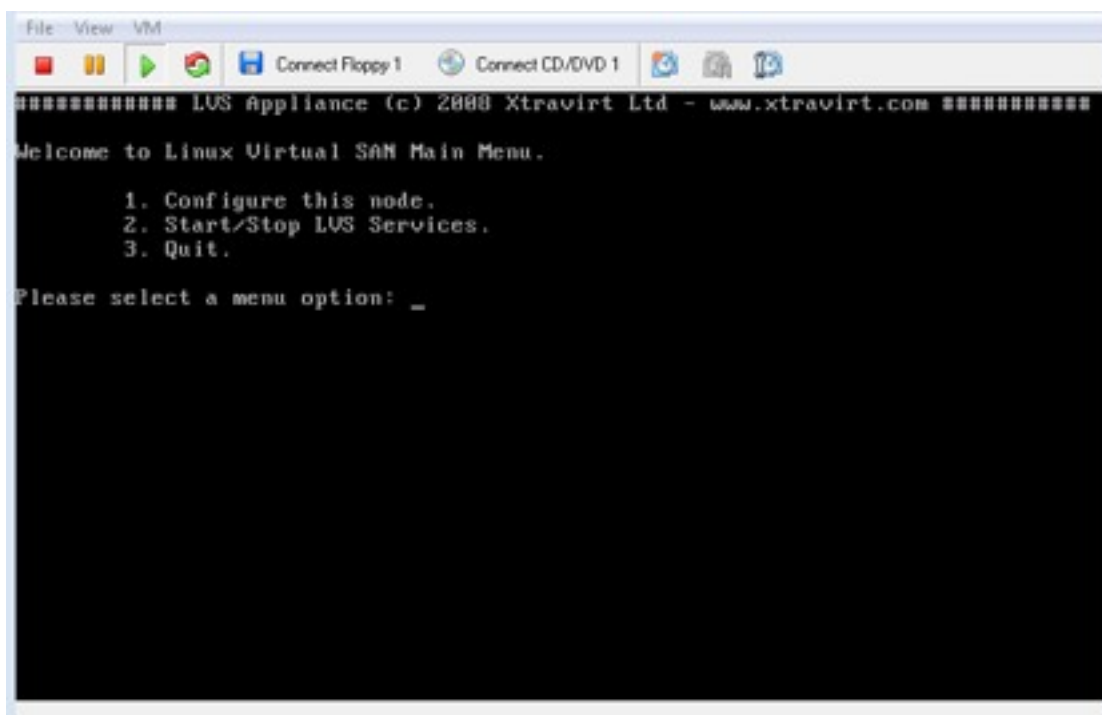 File View VM
Connect Floppy 1 Connect CD/DVD 1
############ LVS Appliance (c) 2008 Xtravirt Ltd - www.xtravirt.com ###########
Welcome to Linux Virtual SAN Main Menu.
1. Configure this node.
2. Start/Stop LVS Services.
3. Quit.
Please select a menu option: _